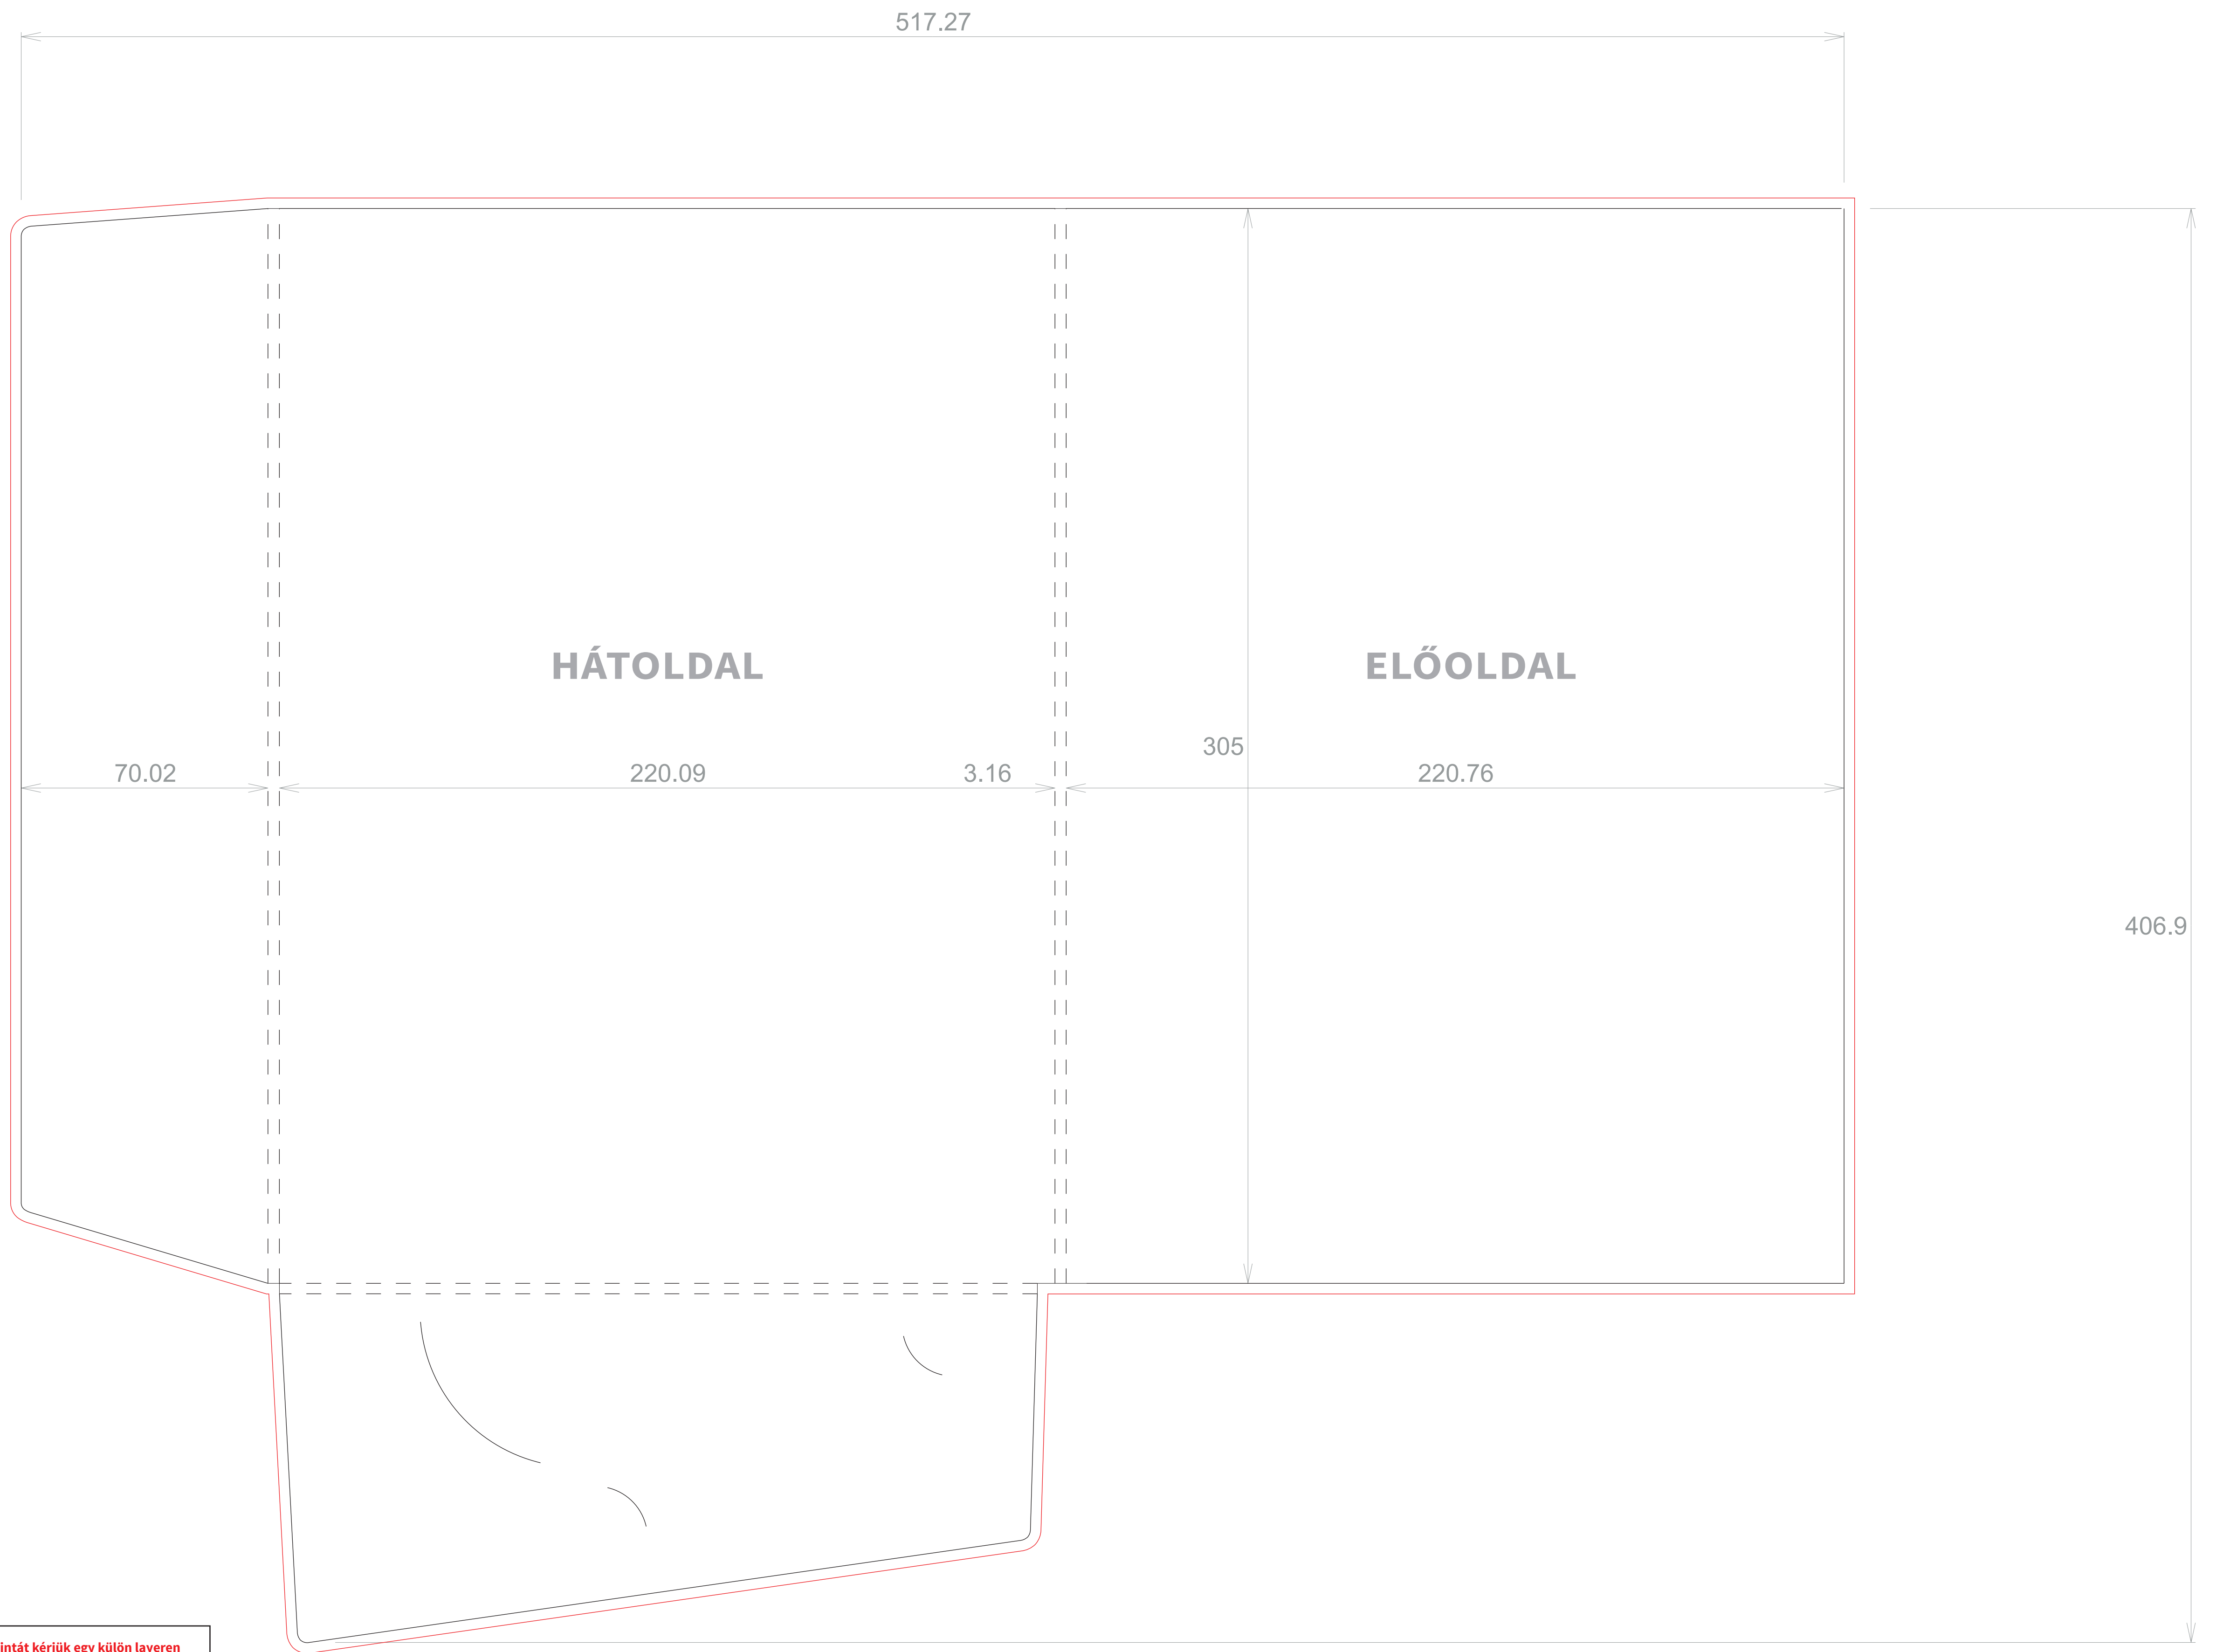 517.27
HÁTOLDAL
ELŐOLDAL
305
70.02
220.09
3.16
220.76
406.9
kérjük egy külön layeren